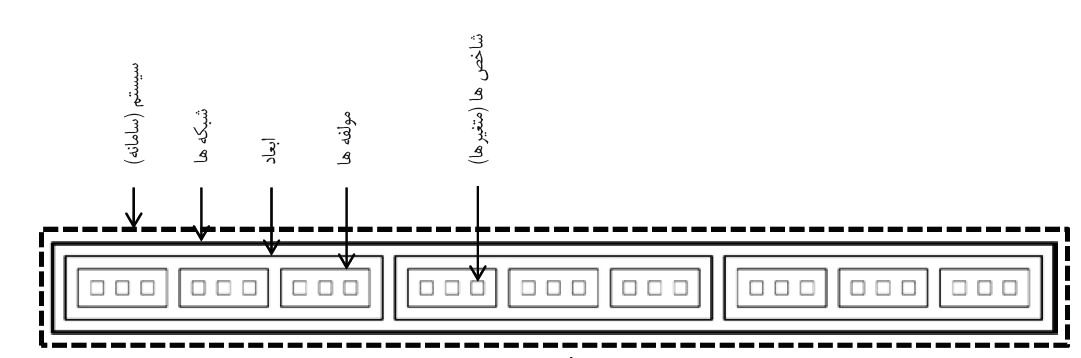 سیستم (سامانه)
شبکه ها
ابعاد
مولفه ها
شاخص ها (متغیرها)